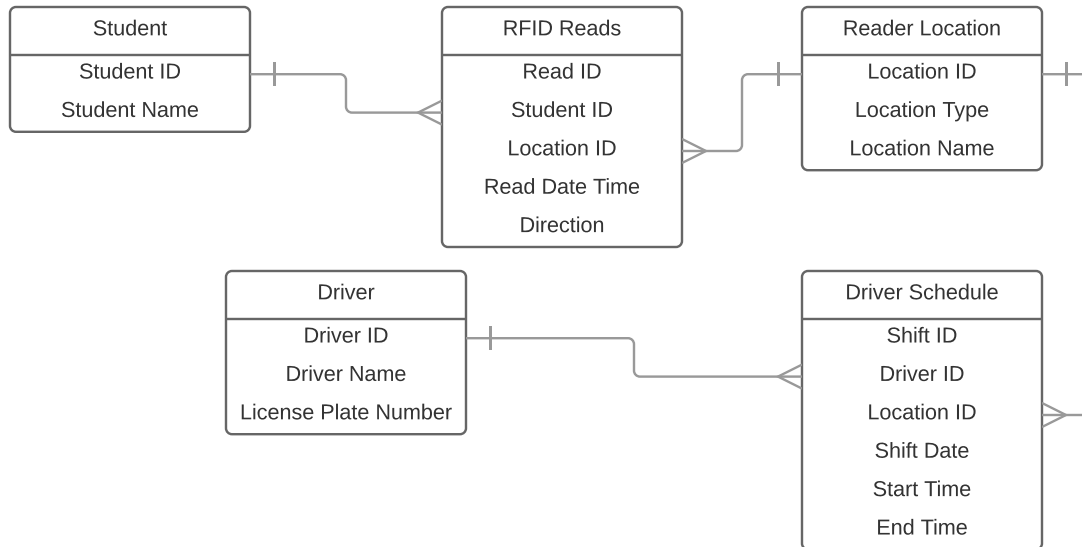 Student
Student ID
Student Name
RFID Reads
Read ID
Student ID
Location ID
Read Date Time
Direction
Reader Location
Location ID
Location Type
Location Name
Driver
Driver ID
Driver Name
License Plate Number
Driver Schedule
Shift ID
Driver ID
Location ID
Shift Date
Start Time
End Time